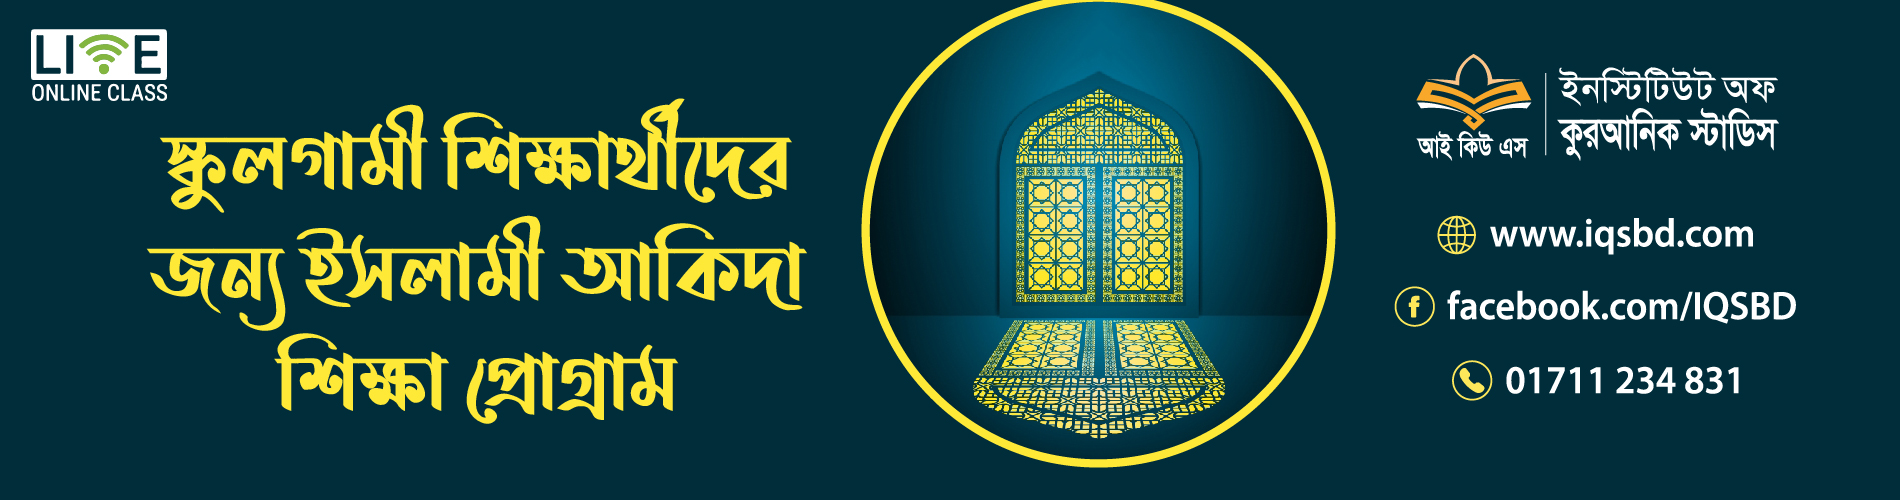 LIVE
ONLINE CLASS
স্কুলগামী শিক্ষার্থীদের
জন্য ইসলামী আকিদা
শিক্ষা প্রোগ্রাম
আই কিউ এস
ইনস্টিটিউট অফ
কুরআনিক স্টাডিস
www.iqsbd.com
facebook.com/IQSBD
01711 234 831